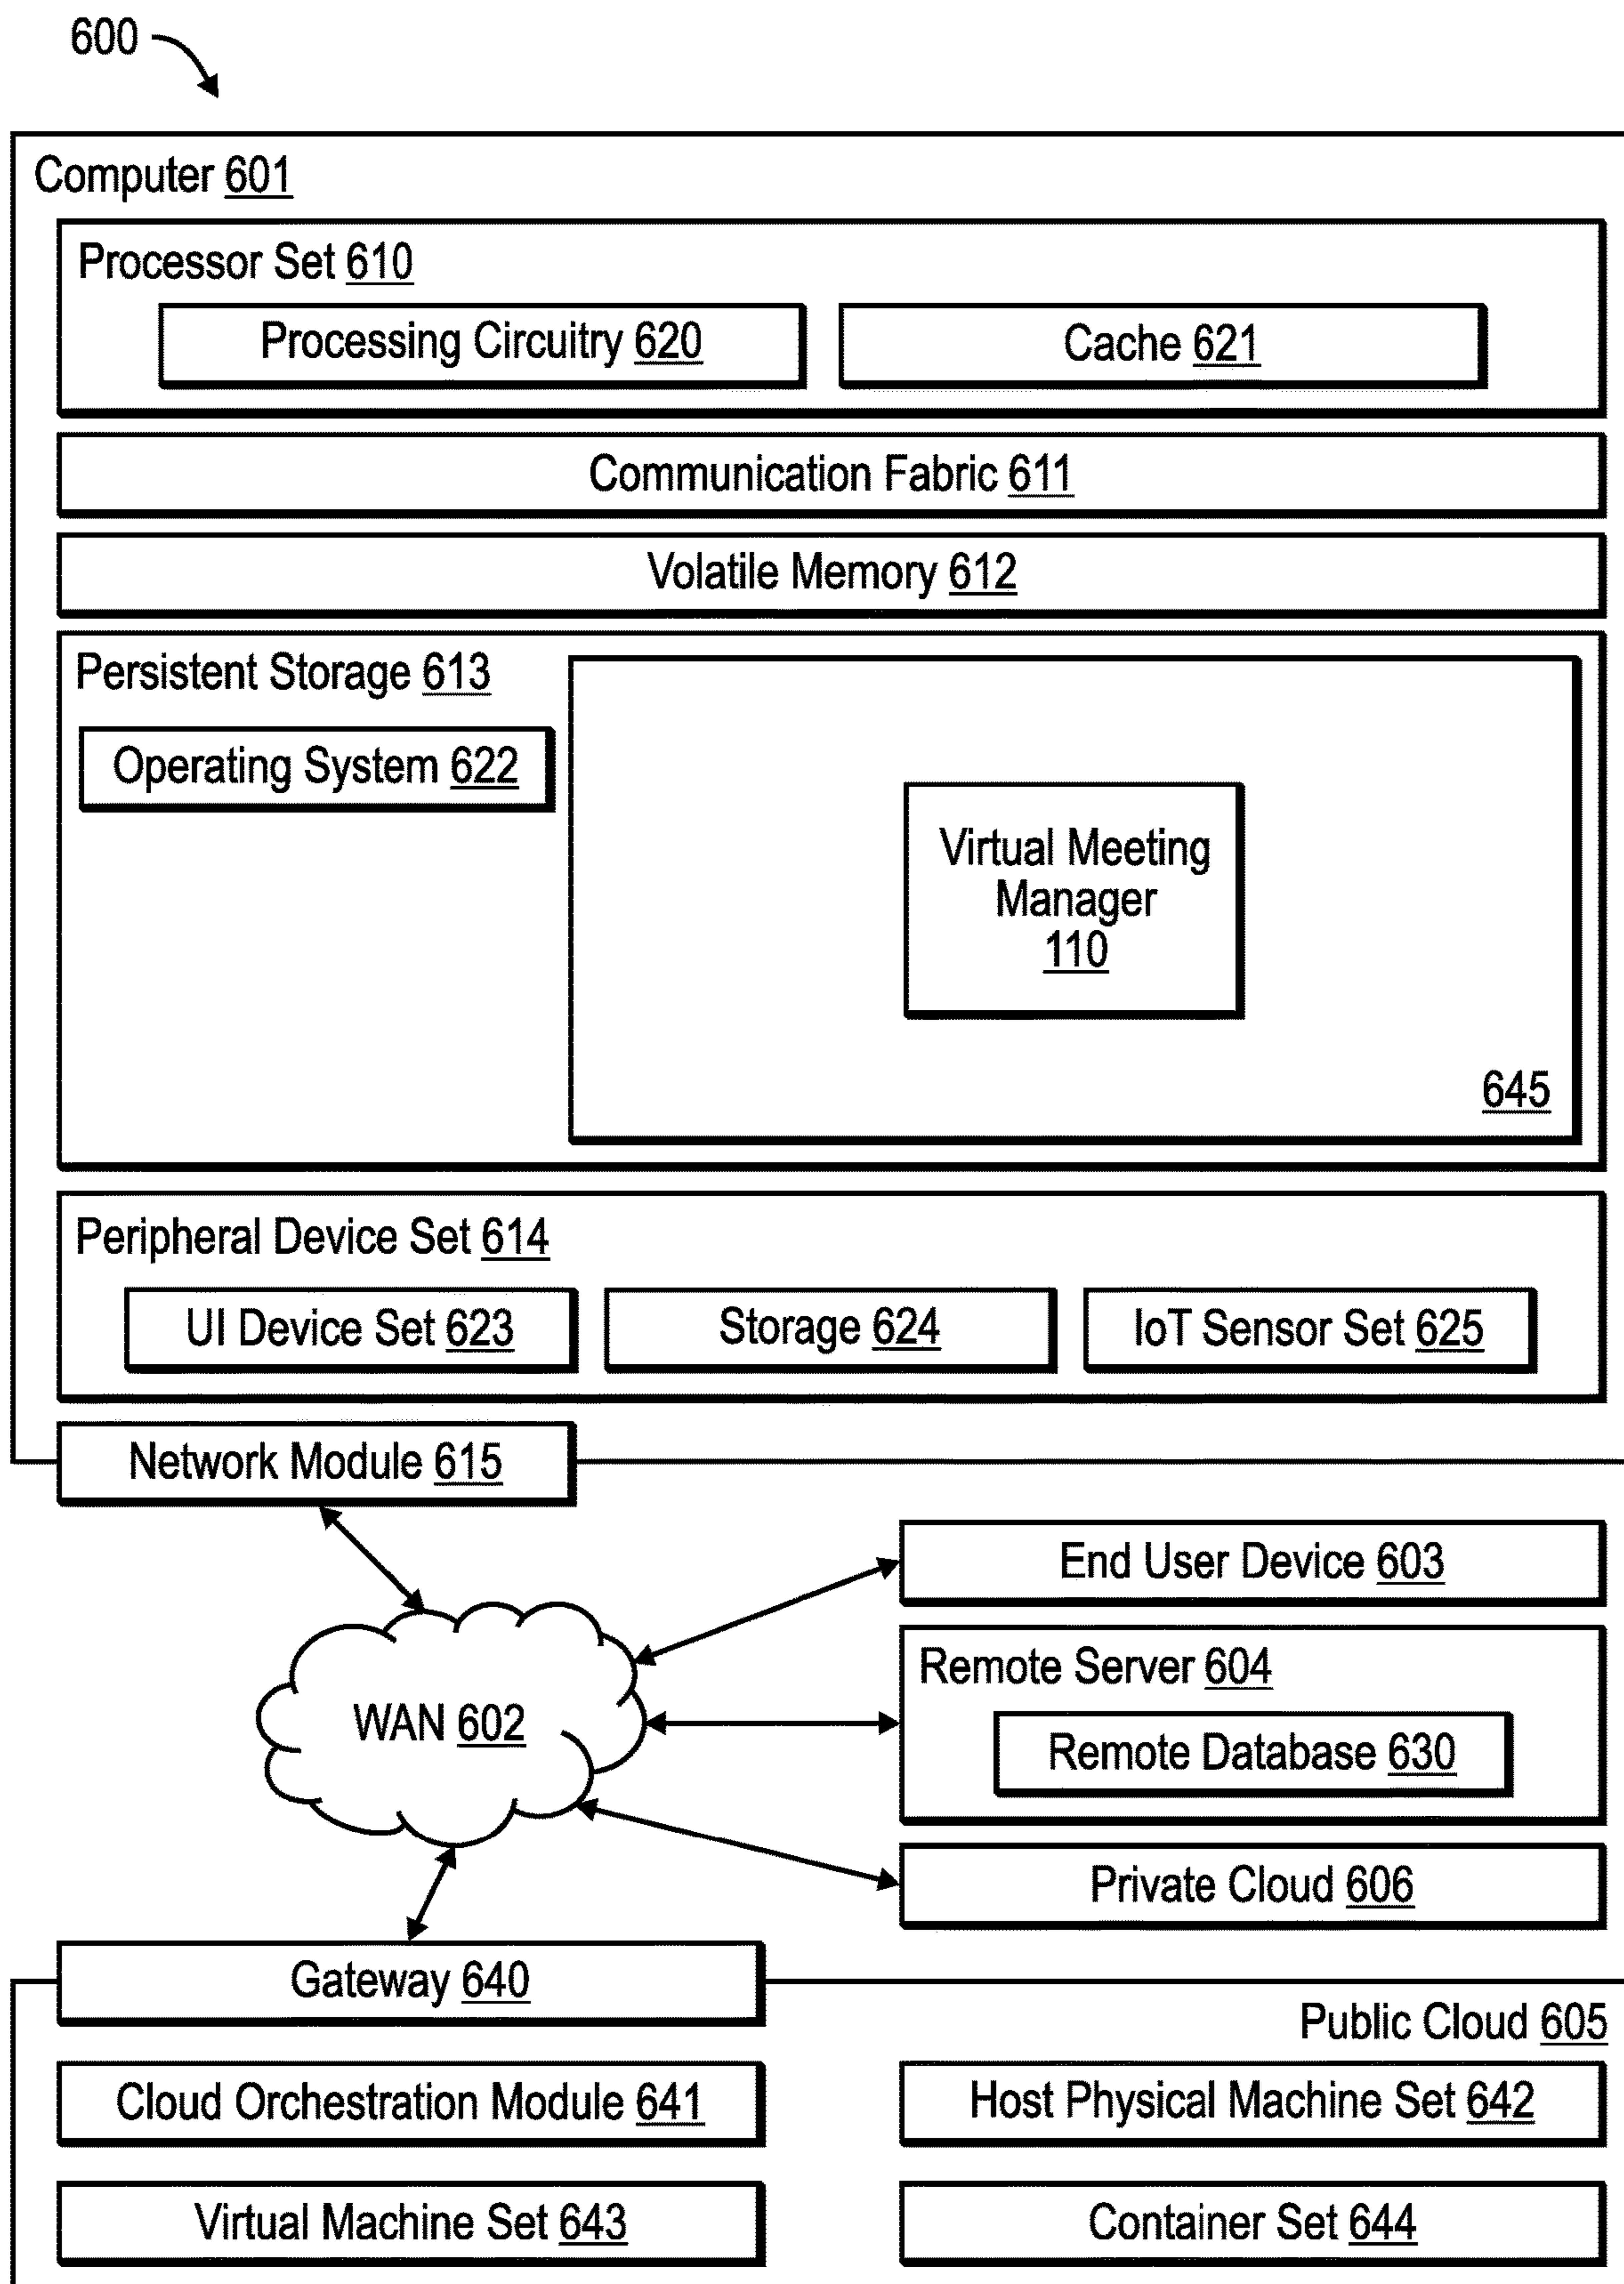 600
Computer 601
Processor Set 610
Processing Circuitry 620
Cache 621
Communication Fabric 611
Volatile Memory 612
Persistent Storage 613
Operating System 622
Virtual Meeting
Manager
110
645
Peripheral Device Set 614
UI Device Set 623
Storage 624
IoT Sensor Set 625
Network Module 615
End User Device 603
Remote Server 604
WAN 602
Remote Database 630
Private Cloud 606
Gateway 640
Public Cloud 605
Cloud Orchestration Module 641
Host Physical Machine Set 642
Virtual Machine Set 643
Container Set 644